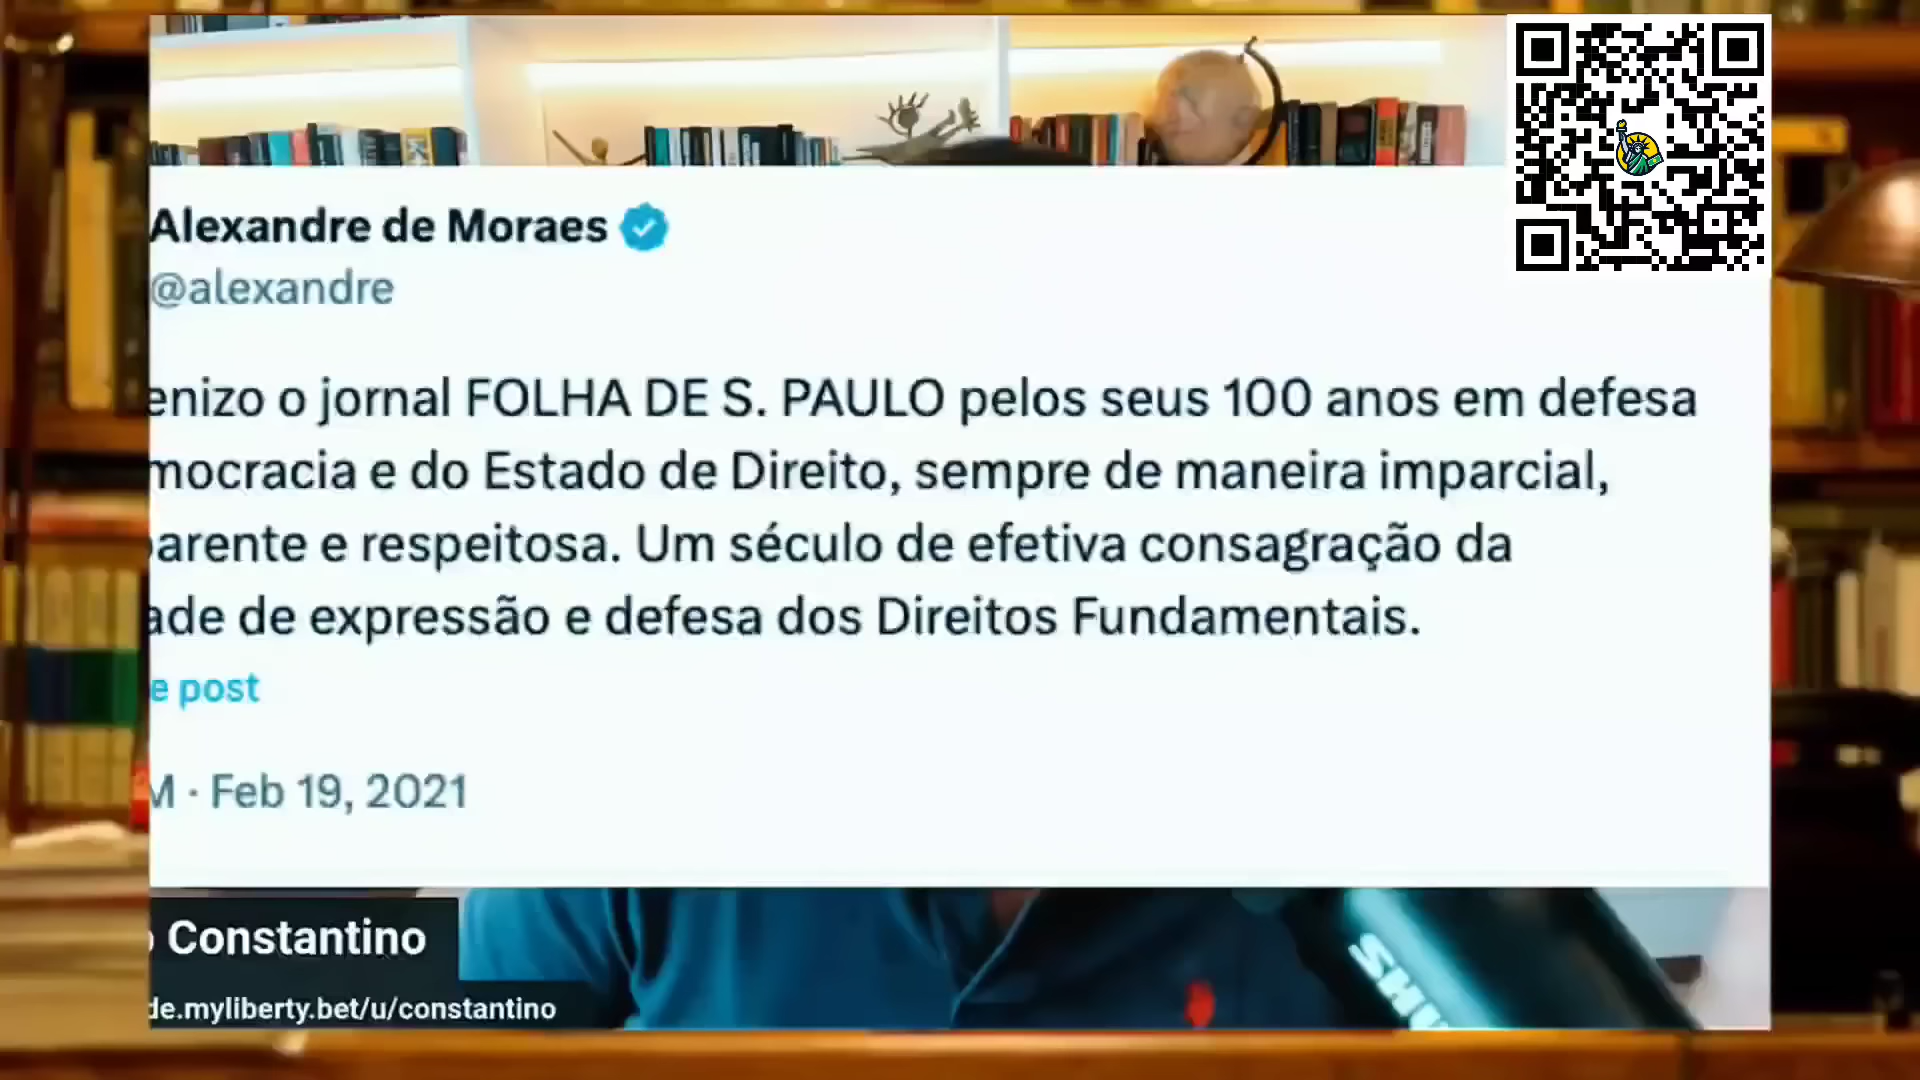 Alexandre de Moraes
@alexandre
enizo o jornal FOLHA DE S. PAULO pelos seus 100 anos em defesa
mocracia e do Estado de Direito, sempre de maneira imparcial,
parente e respeitosa. Um século de efetiva consagração da
ade de expressão e defesa dos Direitos Fundamentais.
e post
M · Feb 19, 2021
o Constantino
de.myliberty.bet/u/constantino
SHU